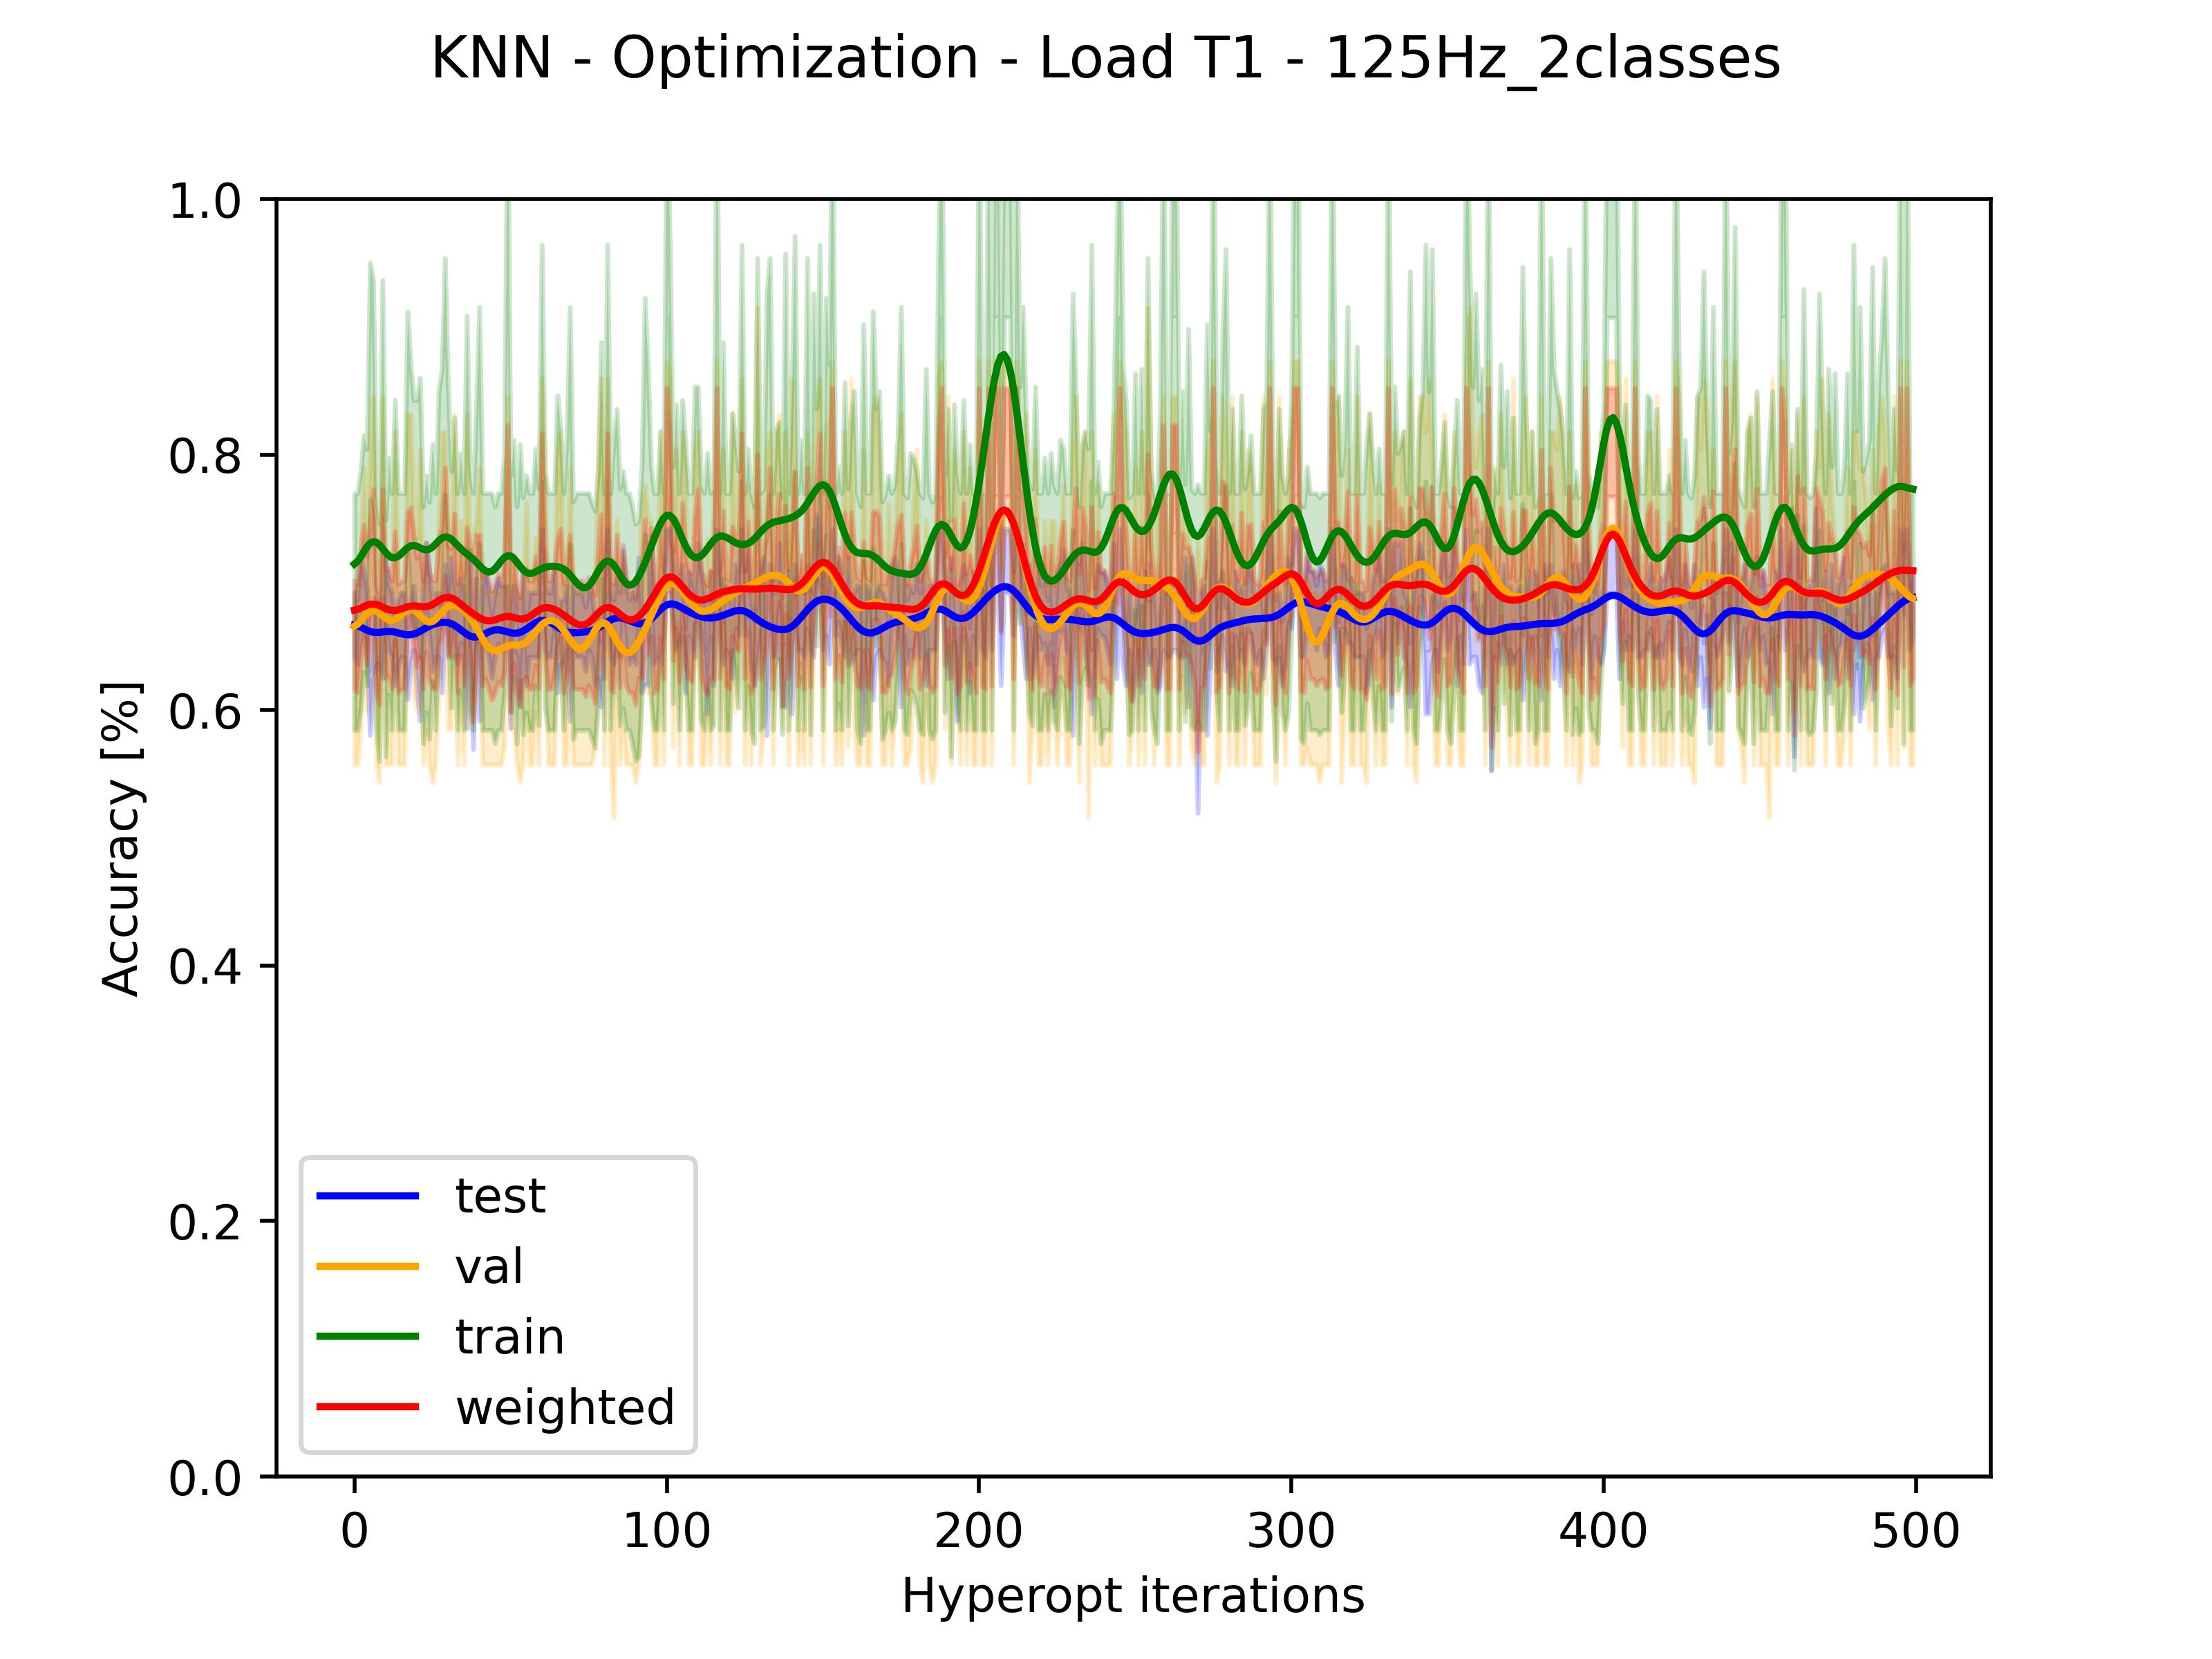 KNN - Optimization - Load T1 - 125Hz_2classes
1.0
0.8
0.6
0.4
0.2
0.0
Accuracy [%]
test
val
train
weighted
0 100 200 300 400 500
Hyperopt iterations